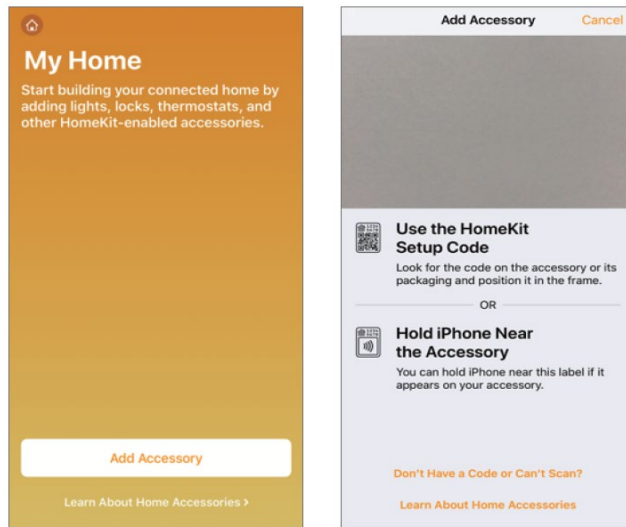 My Home
Start building your connected home by
adding lights, locks, thermostats, and
other HomeKit-enabled accessories.
Add Accessory
Learn About Home Accessories >
Add Accessory
Cancel
Use the HomeKit
Setup Code
Look for the code on the accessory or its
packaging and position it in the frame.
OR
Hold iPhone Near
the Accessory
You can hold iPhone near this label if it
appears on your accessory.
Don't Have a Code or Can't Scan?
Learn About Home Accessories